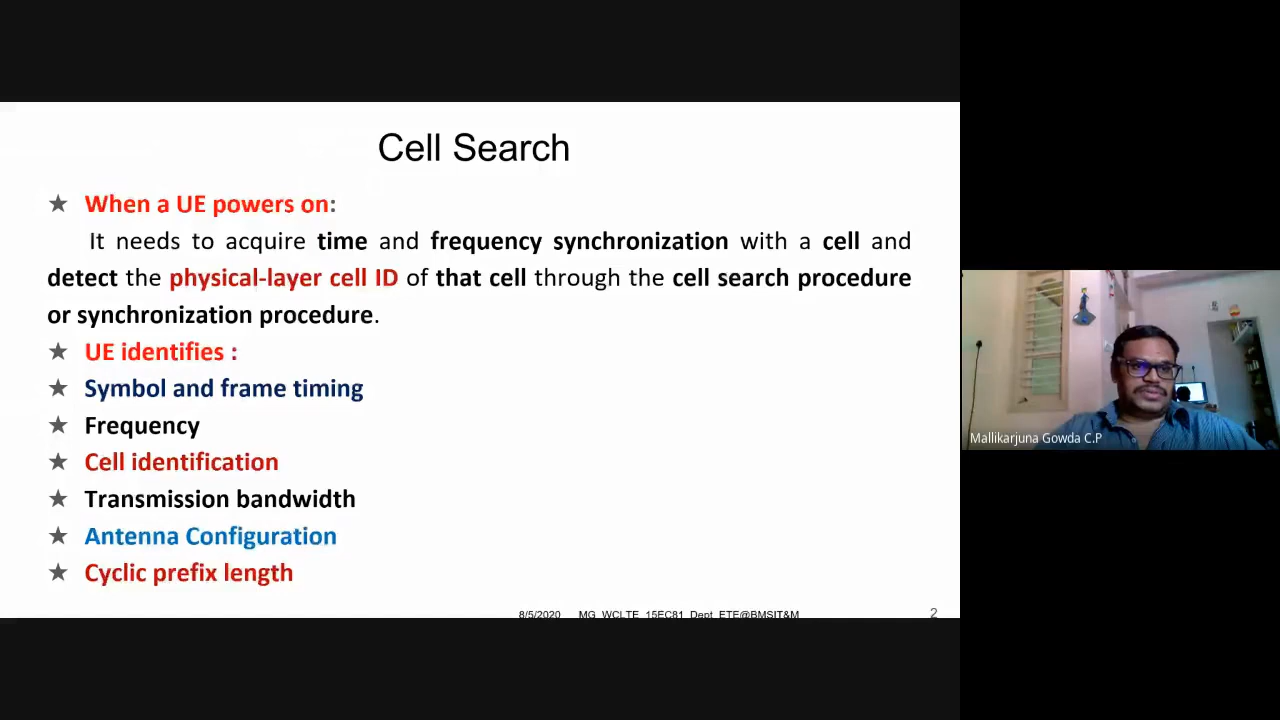 Cell Search
★ When a UE powers on:
It needs to acquire time and frequency synchronization with a cell and
detect the physical-layer cell ID of that cell through the cell search procedure
or synchronization procedure.
★ UE identifies :
★ Symbol and frame timing
★ Frequency
★ Cell identification
★ Transmission bandwidth
★ Antenna Configuration
★ Cyclic prefix length
8/5/2020 MG_WCLTE_15EC81_Dept_ETE@BMSIT&M 2
Mallikarjuna Gowda C.P